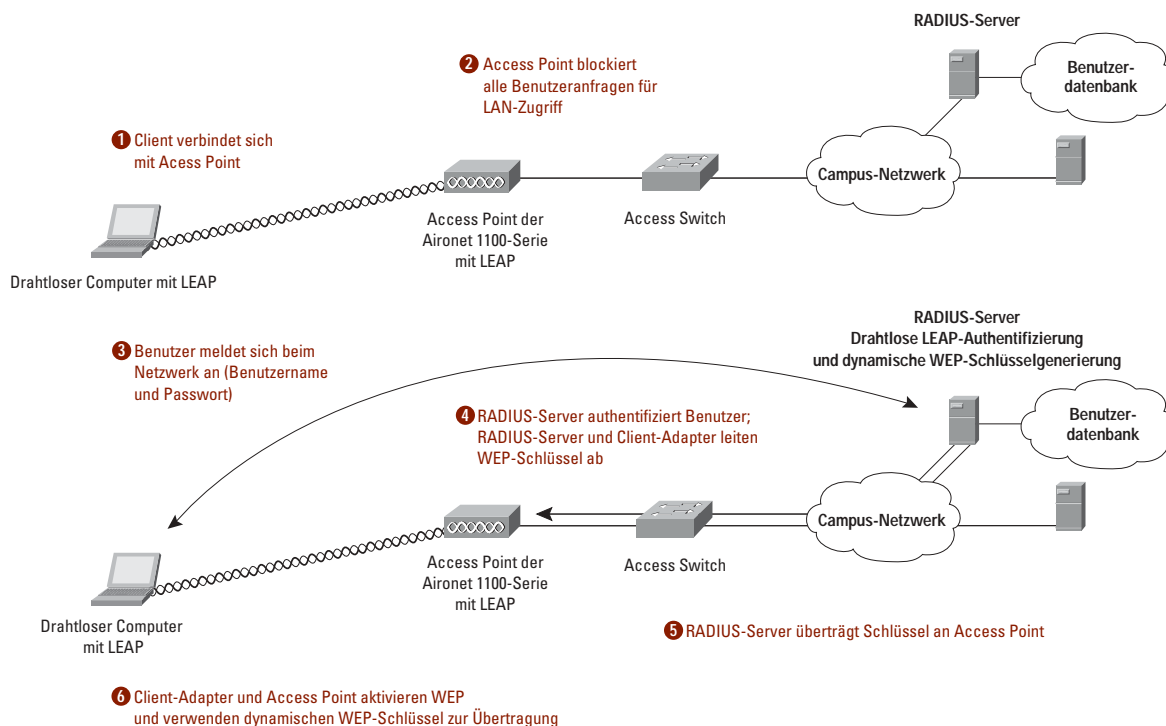 RADIUS-Server
Benutzer-
datenbank
2 Access Point blockiert
alle Benutzeranfragen für
LAN-Zugriff
1 Client verbindet sich
mit Acess Point
Campus-Netzwerk
Access Point der
Aironet 1100-Serie
mit LEAP
Access Switch
Drahtloser Computer mit LEAP
RADIUS-Server
Drahtlose LEAP-Authentifizierung
und dynamische WEP-Schlüsselgenerierung
3 Benutzer meldet sich beim
Netzwerk an (Benutzername
und Passwort)
4 RADIUS-Server authentifiziert Benutzer;
RADIUS-Server und Client-Adapter leiten
WEP-Schlüssel ab
Benutzer-
datenbank
Campus-Netzwerk
Access Point der
Aironet 1100-Serie
mit LEAP
Access Switch
Drahtloser Computer
mit LEAP
5 RADIUS-Server überträgt Schlüssel an Access Point
6 Client-Adapter und Access Point aktivieren WEP
und verwenden dynamischen WEP-Schlüssel zur Übertragung